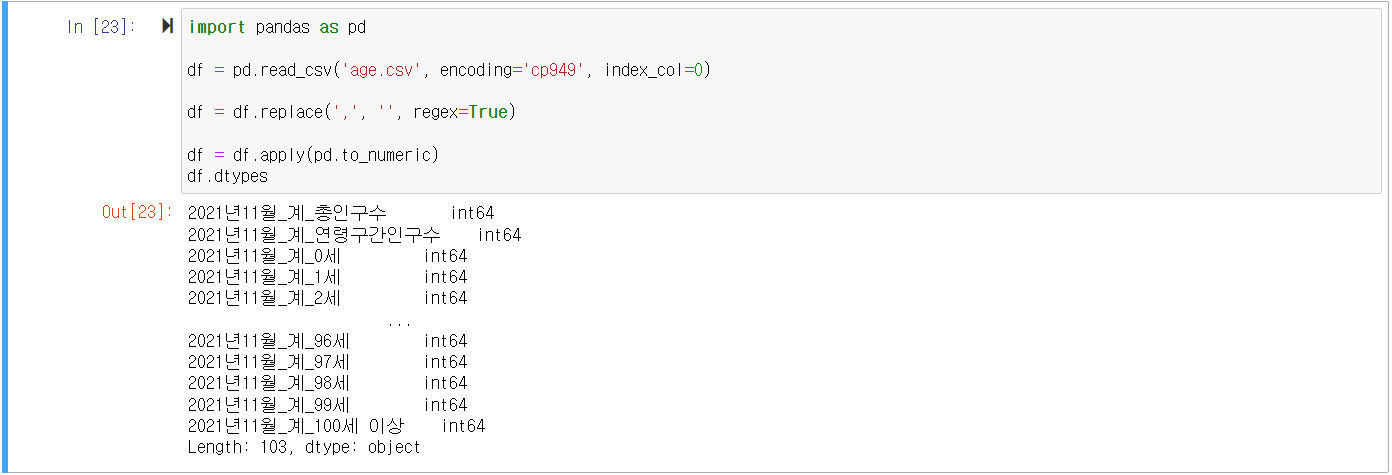 In [23]:
import pandas as pd
df = pd.read_csv('age.csv', encoding='cp949', index_col=0)
df = df.replace(',', '', regex=True)
df = df.apply(pd.to_numeric)
df.dtypes
Out[23]:
2021년11월_계_총인구수 int64
2021년11월_계_연령구간인구수 int64
2021년11월_계_0세 int64
2021년11월_계_1세 int64
2021년11월_계_2세 int64
...
2021년11월_계_96세 int64
2021년11월_계_97세 int64
2021년11월_계_98세 int64
2021년11월_계_99세 int64
2021년11월_계_100세 이상 int64
Length: 103, dtype: object